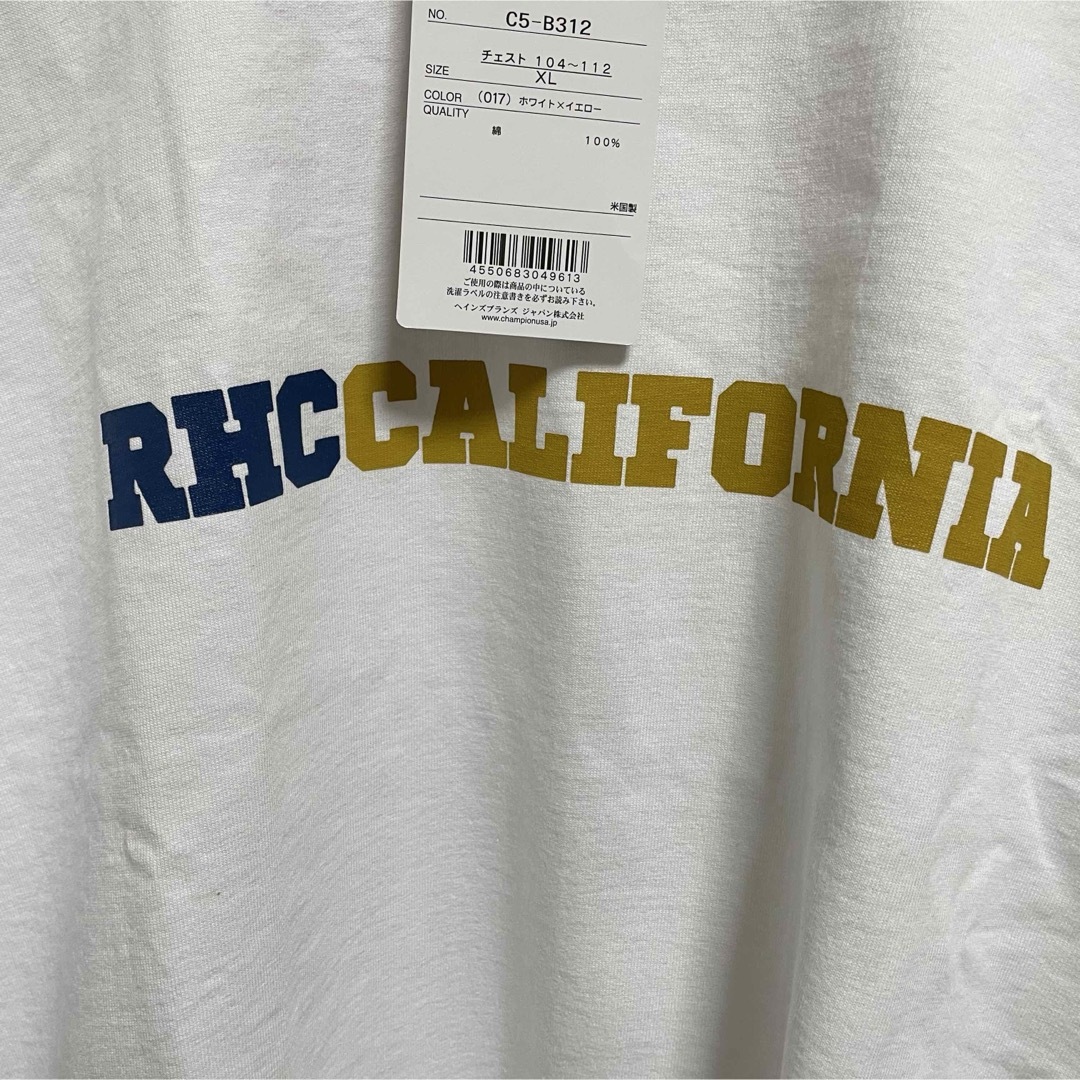 NO. C5-B312
チェスト 104～112
SIZE XL
COLOR (017) ホワイト×イエロー
QUALITY
綿 100%
米国製
4550683049613
ご使用の際は商品の中についている
洗濯ラベルの注意書きを必ずお読み下さい。
ヘインズブランズ ジャパン株式会社
www.championusa.jp
RHCCALIFORNIA